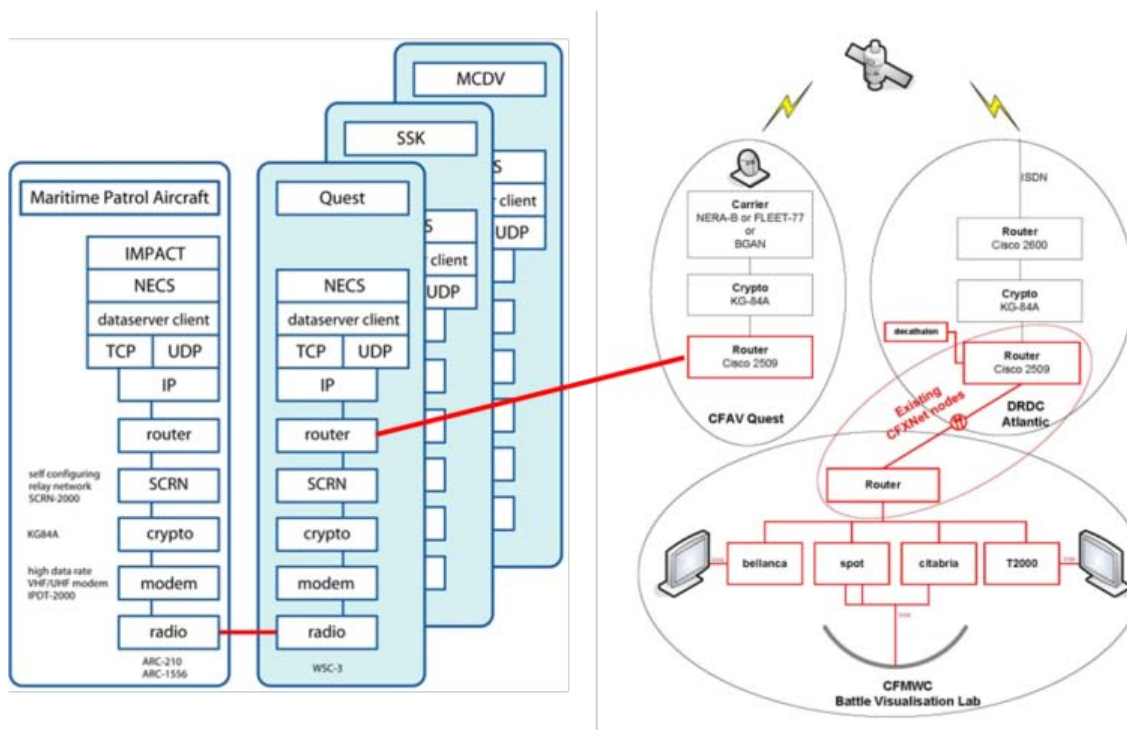 MCDV
SSK
Maritime Patrol Aircraft
Quest
IMPACT
NECS
dataserver client
TCP
UDP
IP
router
self configuring
relay network
SCRN-2000
SCRN
KG84A
crypto
high data rate
VHF/UHF modem
IPDT-2000
modem
radio
ARC-210
ARC-1556
NECS
dataserver client
TCP
UDP
IP
router
SCRN
crypto
modem
radio
WSC-3
S
er client
UDP
S
er client
UDP
Carrier
NERA-B or FLEET-77
or
BGAN
Crypto
KG-84A
Router
Cisco 2509
CFAV Quest
ISDN
Router
Cisco 2600
Crypto
KG-84A
decathalon
Router
Cisco 2509
DRDC
Atlantic
Existing
CFXNet nodes
Router
bellanca
spot
citabria
T2000
CFMWC
Battle Visualisation Lab